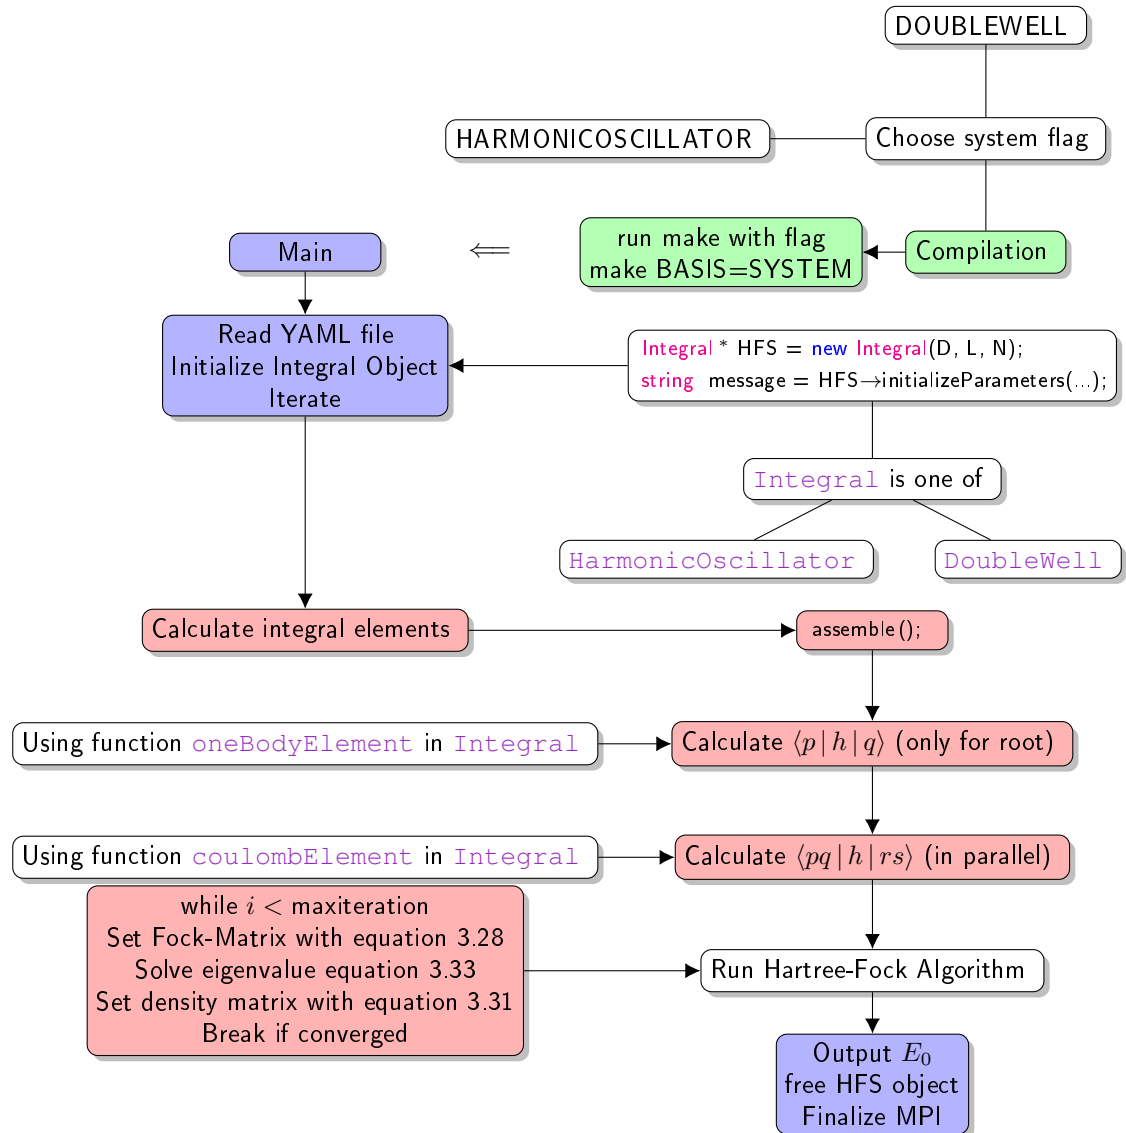 DOUBLEWELL
HARMONICOSCILLATOR
Choose system flag
Main
⟸
run make with flag
make BASIS=SYSTEM
Compilation
Read YAML file
Initialize Integral Object
Iterate
Integral * HFS = new Integral(D, L, N);
string message = HFS→initializeParameters(...);
Integral is one of
HarmonicOscillator
DoubleWell
Calculate integral elements
assemble();
Using function oneBodyElement in Integral
Calculate ⟨p | h | q⟩ (only for root)
Using function coulombElement in Integral
Calculate ⟨pq | h | rs⟩ (in parallel)
while i < maxiteration
Set Fock-Matrix with equation 3.28
Solve eigenvalue equation 3.33
Set density matrix with equation 3.31
Break if converged
Run Hartree-Fock Algorithm
Output E₀
free HFS object
Finalize MPI